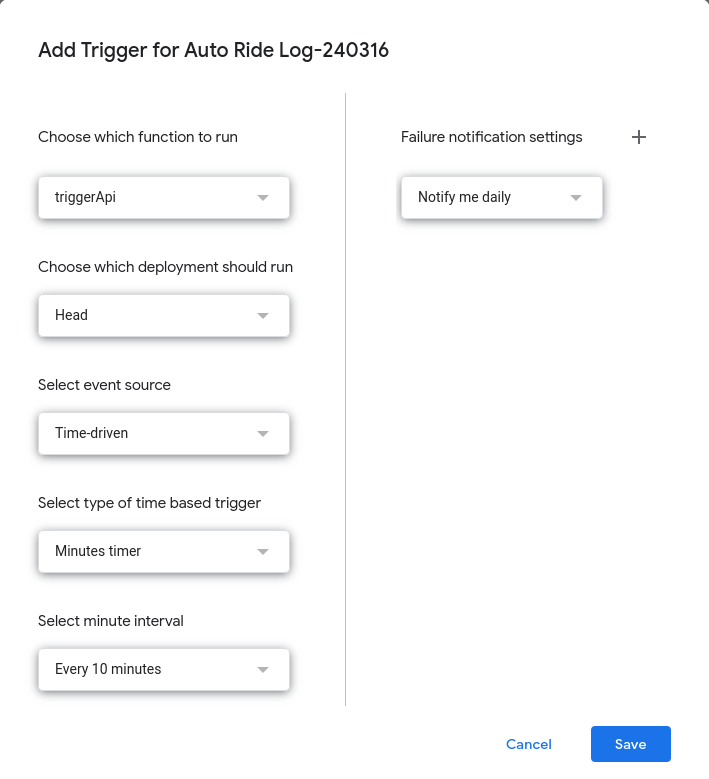 Add Trigger for Auto Ride Log-240316
Choose which function to run
triggerApi
Choose which deployment should run
Head
Select event source
Time-driven
Select type of time based trigger
Minutes timer
Select minute interval
Every 10 minutes
Failure notification settings
Notify me daily
Cancel
Save